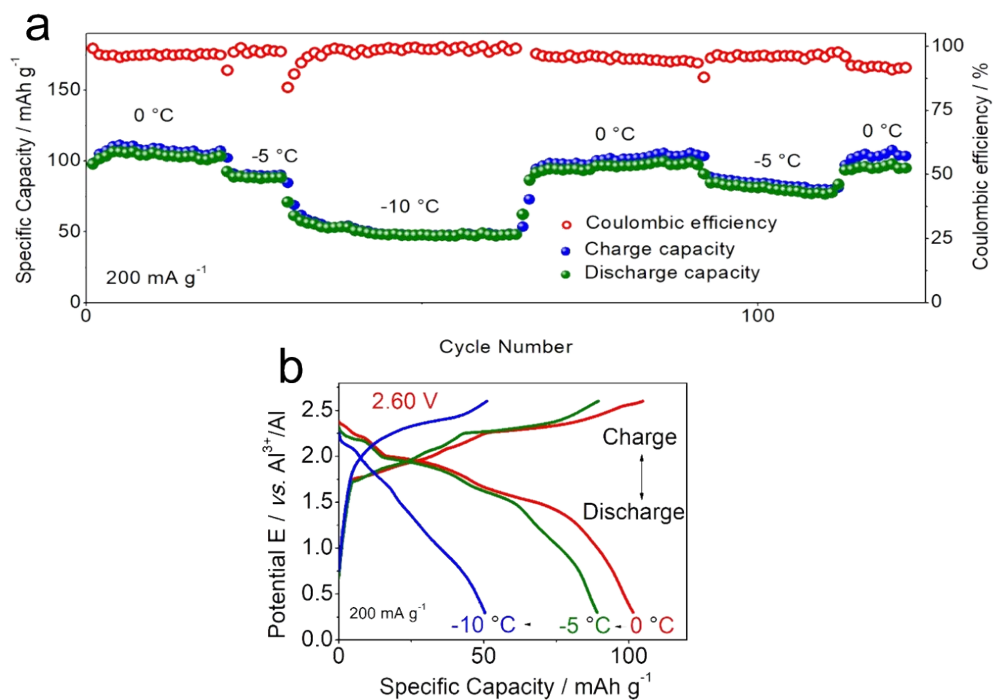 a
Specific Capacity / mAh g⁻¹
150
100
50
0
0 °C
-5 °C
-10 °C
0 °C
-5 °C
0 °C
Coulombic efficiency
Charge capacity
Discharge capacity
200 mA g⁻¹
100
75
50
25
0
Coulombic efficiency / %
0
100
Cycle Number
b
Potential E / vs. Al³⁺/Al
2.5
2.0
1.5
1.0
0.5
0.0
2.60 V
Charge
Discharge
200 mA g⁻¹
-10 °C
-5 °C
0 °C
0
50
100
Specific Capacity / mAh g⁻¹